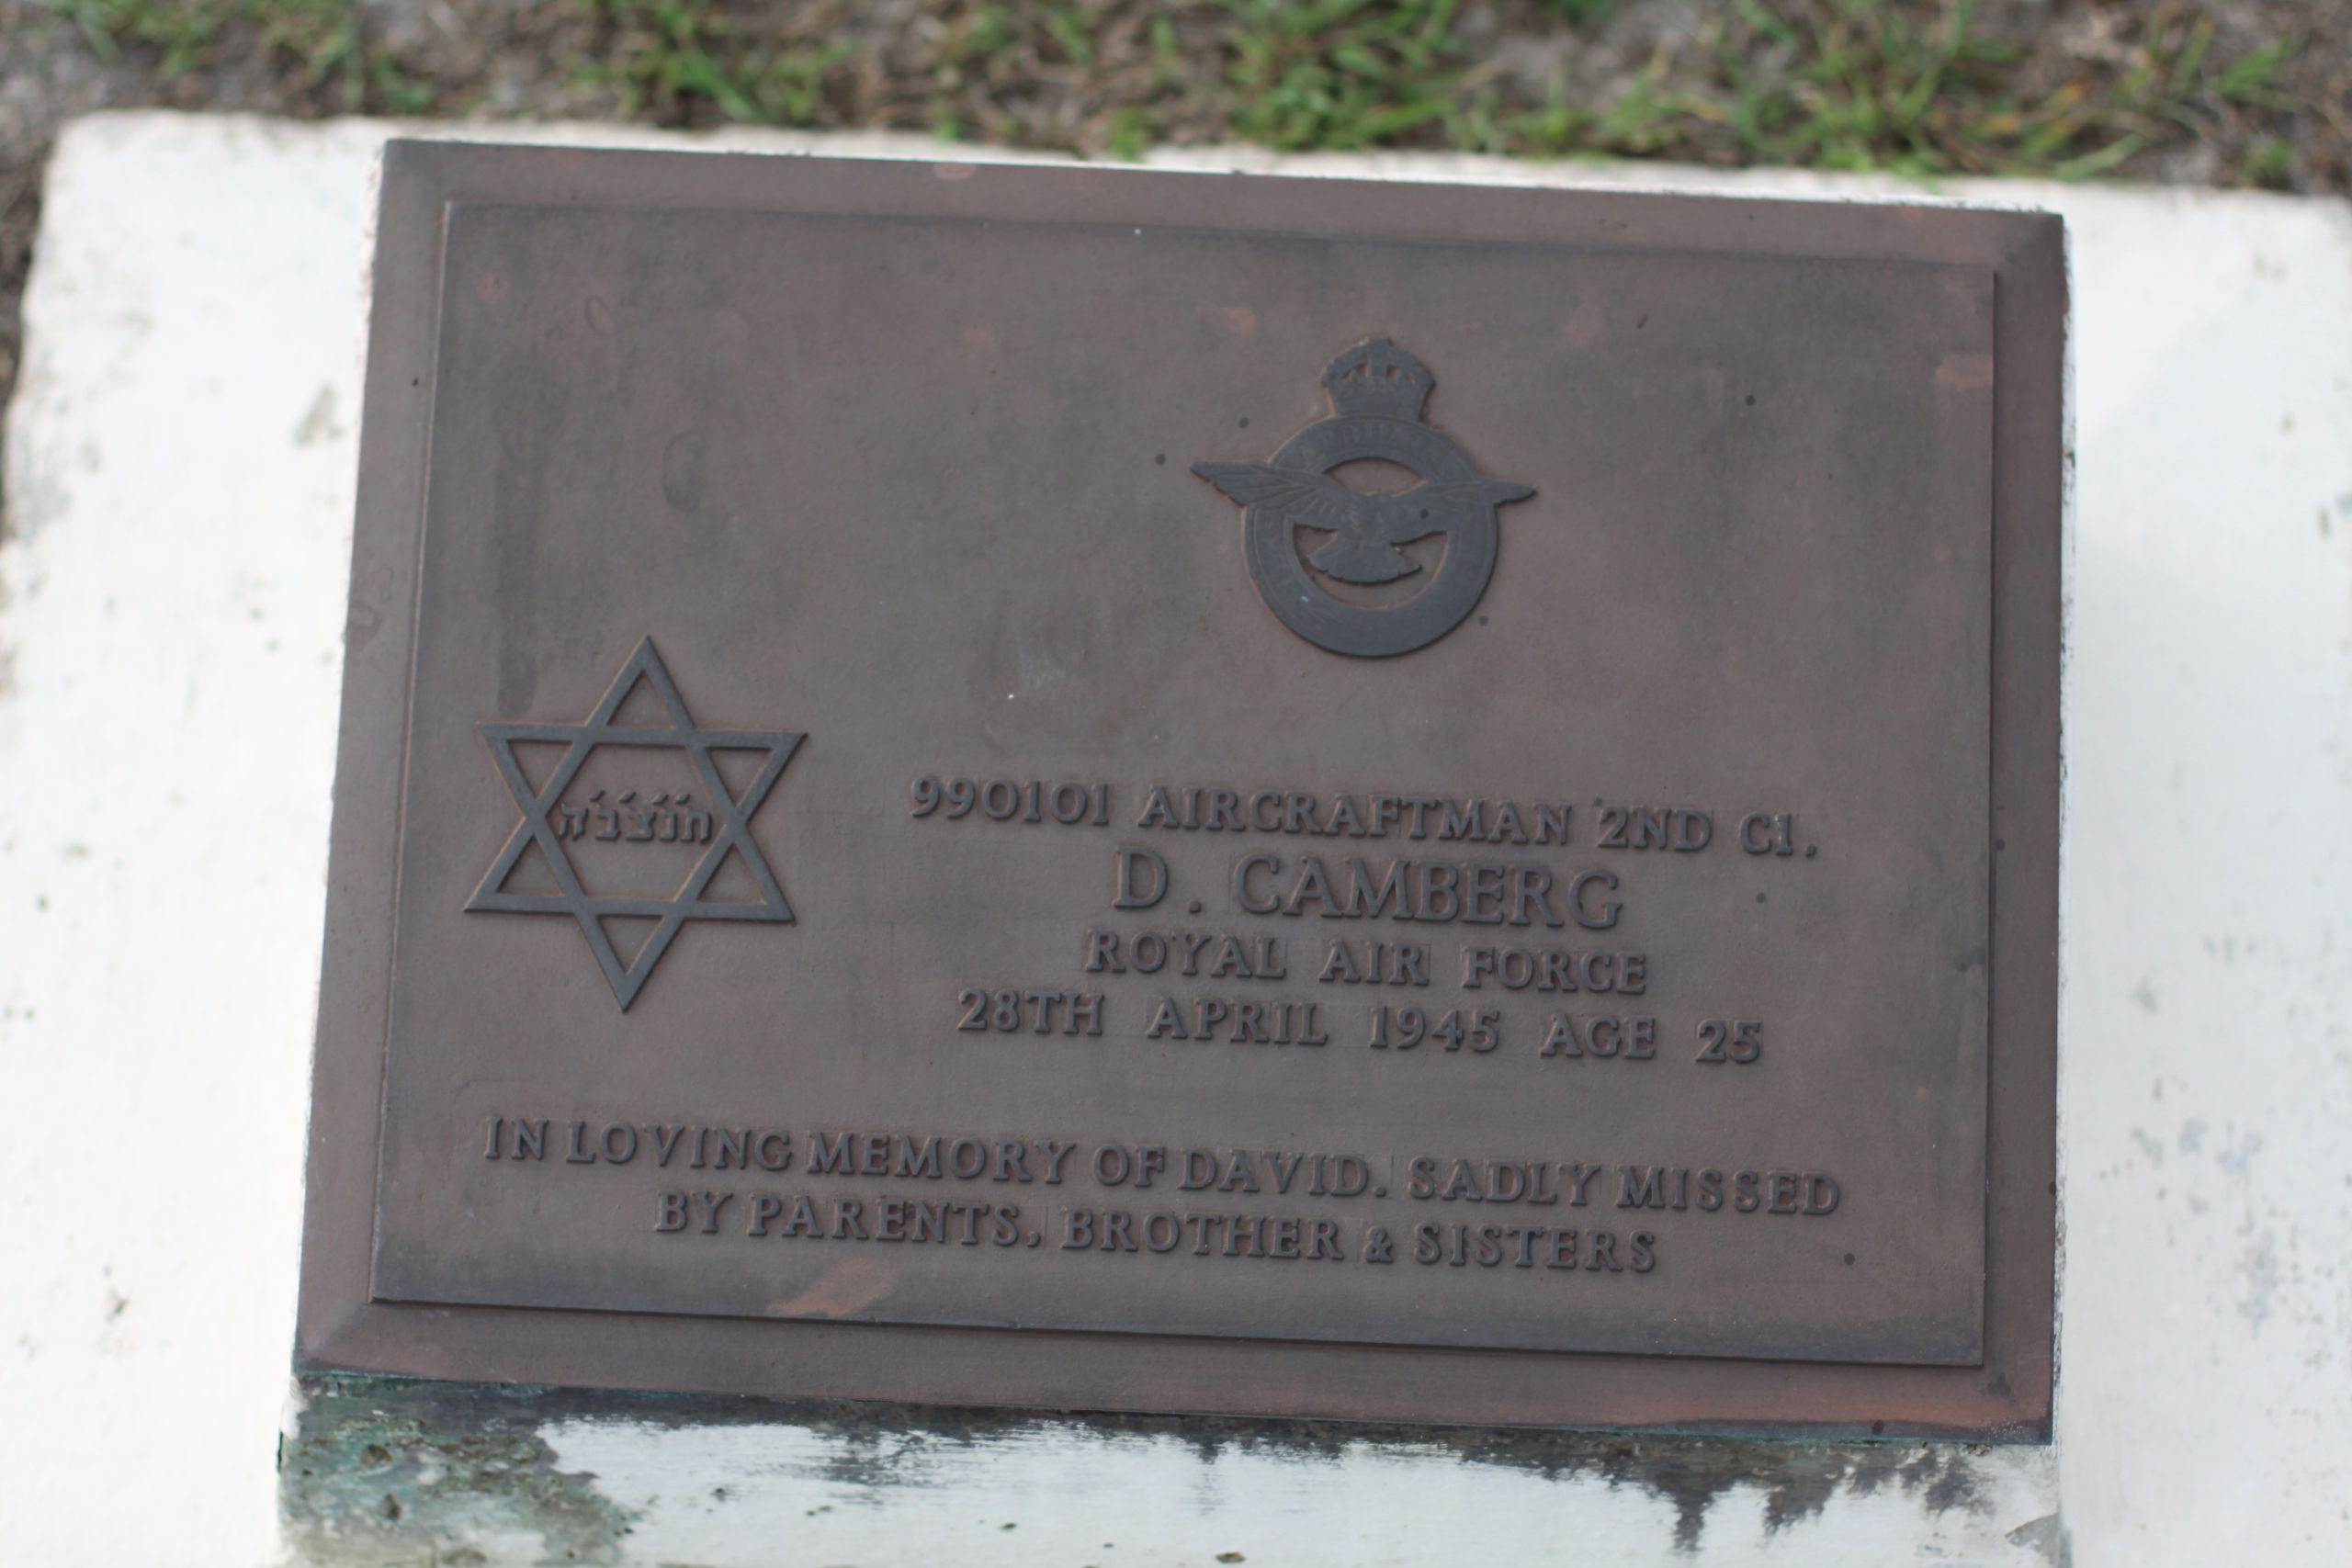 ת׳נ׳צ׳ב׳ה
990101 AIRCRAFTMAN 2ND C1.
D. CAMBERG
ROYAL AIR FORCE
28TH APRIL 1945 AGE 25
IN LOVING MEMORY OF DAVID. SADLY MISSED
BY PARENTS, BROTHER & SISTERS